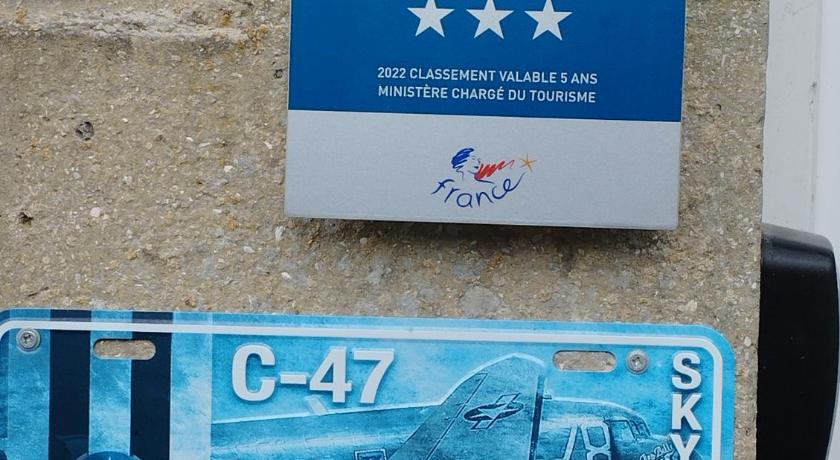 2022 CLASSEMENT VALABLE 5 ANS
MINISTÈRE CHARGÉ DU TOURISME
france
C-47
SKY